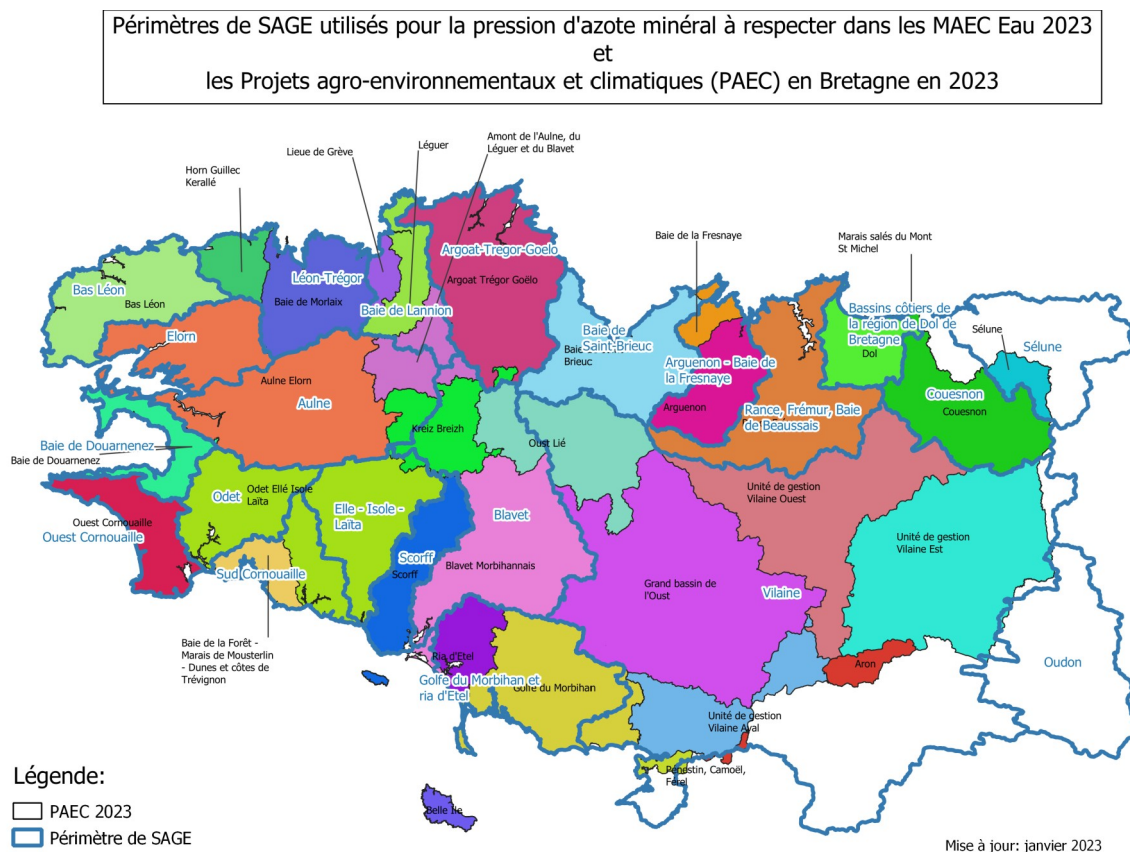 Périmètres de SAGE utilisés pour la pression d'azote minéral à respecter dans les MAEC Eau 2023
et
les Projets agro-environnementaux et climatiques (PAEC) en Bretagne en 2023
Amont de l'Aulne, du
Léguer et du Blavet
Léguer
Lieue de Grève
Horn Guillec
Kerallé
Baie de la Fresnaye
Marais salés du Mont
St Michel
Argoat-Tregor-Goelo
Argoat Trégor Goëlo
Léon-Trégor
Baie de Morlaix
Bas Léon
Bas Léon
Baie de Lannion
Bassins côtiers de
la région de Dol de
Bretagne
Dol
Sélune
Sélune
Elorn
Baie de
Saint-Brieuc
Brieuc
Arguenon - Baie de
la Fresnaye
Arguenon
Aulne Elorn
Aulne
Rance, Frémur, Baie
de Beaussais
Couesnon
Couesnon
Kreiz Breizh
Oust Lié
Baie de Douarnenez
Baie de Douarnenez
Odet
Odet Ellé Isole
Laïta
Elle - Isole -
Laïta
Unité de gestion
Vilaine Ouest
Blavet
Blavet Morbihannais
Ouest Cornouaille
Ouest Cornouaille
Unité de gestion
Vilaine Est
Scorff
Scorff
Sud Cornouaille
Grand bassin de
l'Oust
Vilaine
Baie de la Forêt -
Marais de Mousterlin
- Dunes et côtes de
Trévignon
Ria d'Etel
Golfe du Morbihan et
ria d'Etel
Golfe du Morbihan
Aron
Oudon
Unité de gestion
Vilaine Aval
Pénestin, Camoël,
Férel
Belle Ile
Légende:
PAEC 2023
Périmètre de SAGE
Mise à jour: janvier 2023